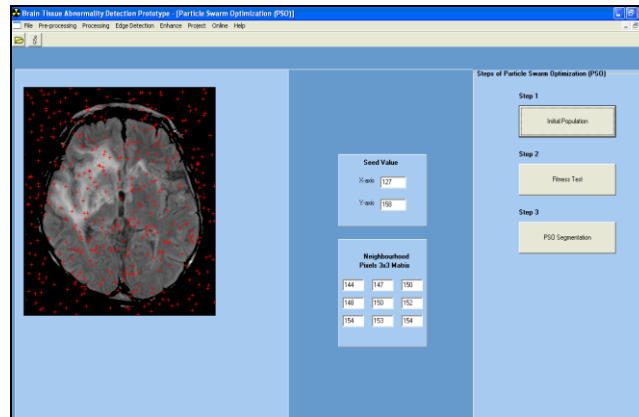 Brain Tissue Abnormality Detection Prototype - [Particle Swarm Optimization (PSO)]
File Pre-processing Processing Edge Detection Enhance Project Online Help
Steps of Particle Swarm Optimization (PSO)
Step 1
Initial Population
Seed Value
X-axis 127
Y-axis 158
Step 2
Fitness Test
Step 3
PSO Segmentation
Neighbourhood
Pixels 3x3 Matrix
144 147 150
148 150 152
154 153 154